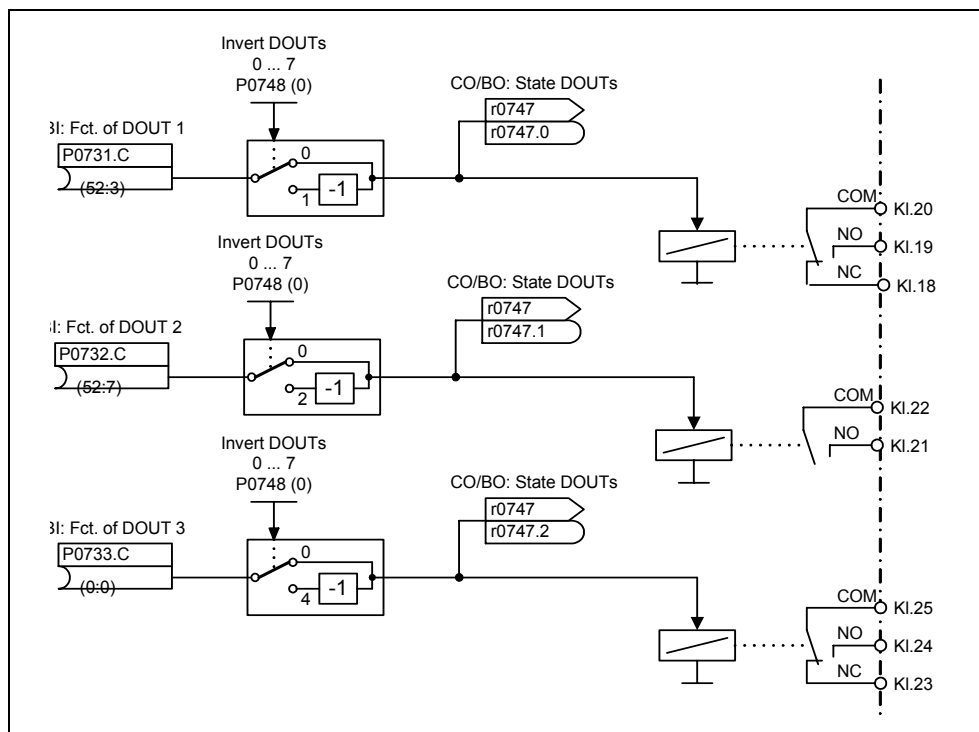 Invert DOUTs
0 ... 7
P0748 (0)
CO/BO: State DOUTs
r0747
r0747.0
BI: Fct. of DOUT 1
P0731.C
(52:3)
0
1
-1
COM
Kl.20
NO
Kl.19
NC
Kl.18
Invert DOUTs
0 ... 7
P0748 (0)
CO/BO: State DOUTs
r0747
r0747.1
BI: Fct. of DOUT 2
P0732.C
(52:7)
0
2
-1
COM
Kl.22
NO
Kl.21
Invert DOUTs
0 ... 7
P0748 (0)
CO/BO: State DOUTs
r0747
r0747.2
BI: Fct. of DOUT 3
P0733.C
(0:0)
0
4
-1
COM
Kl.25
NO
Kl.24
NC
Kl.23